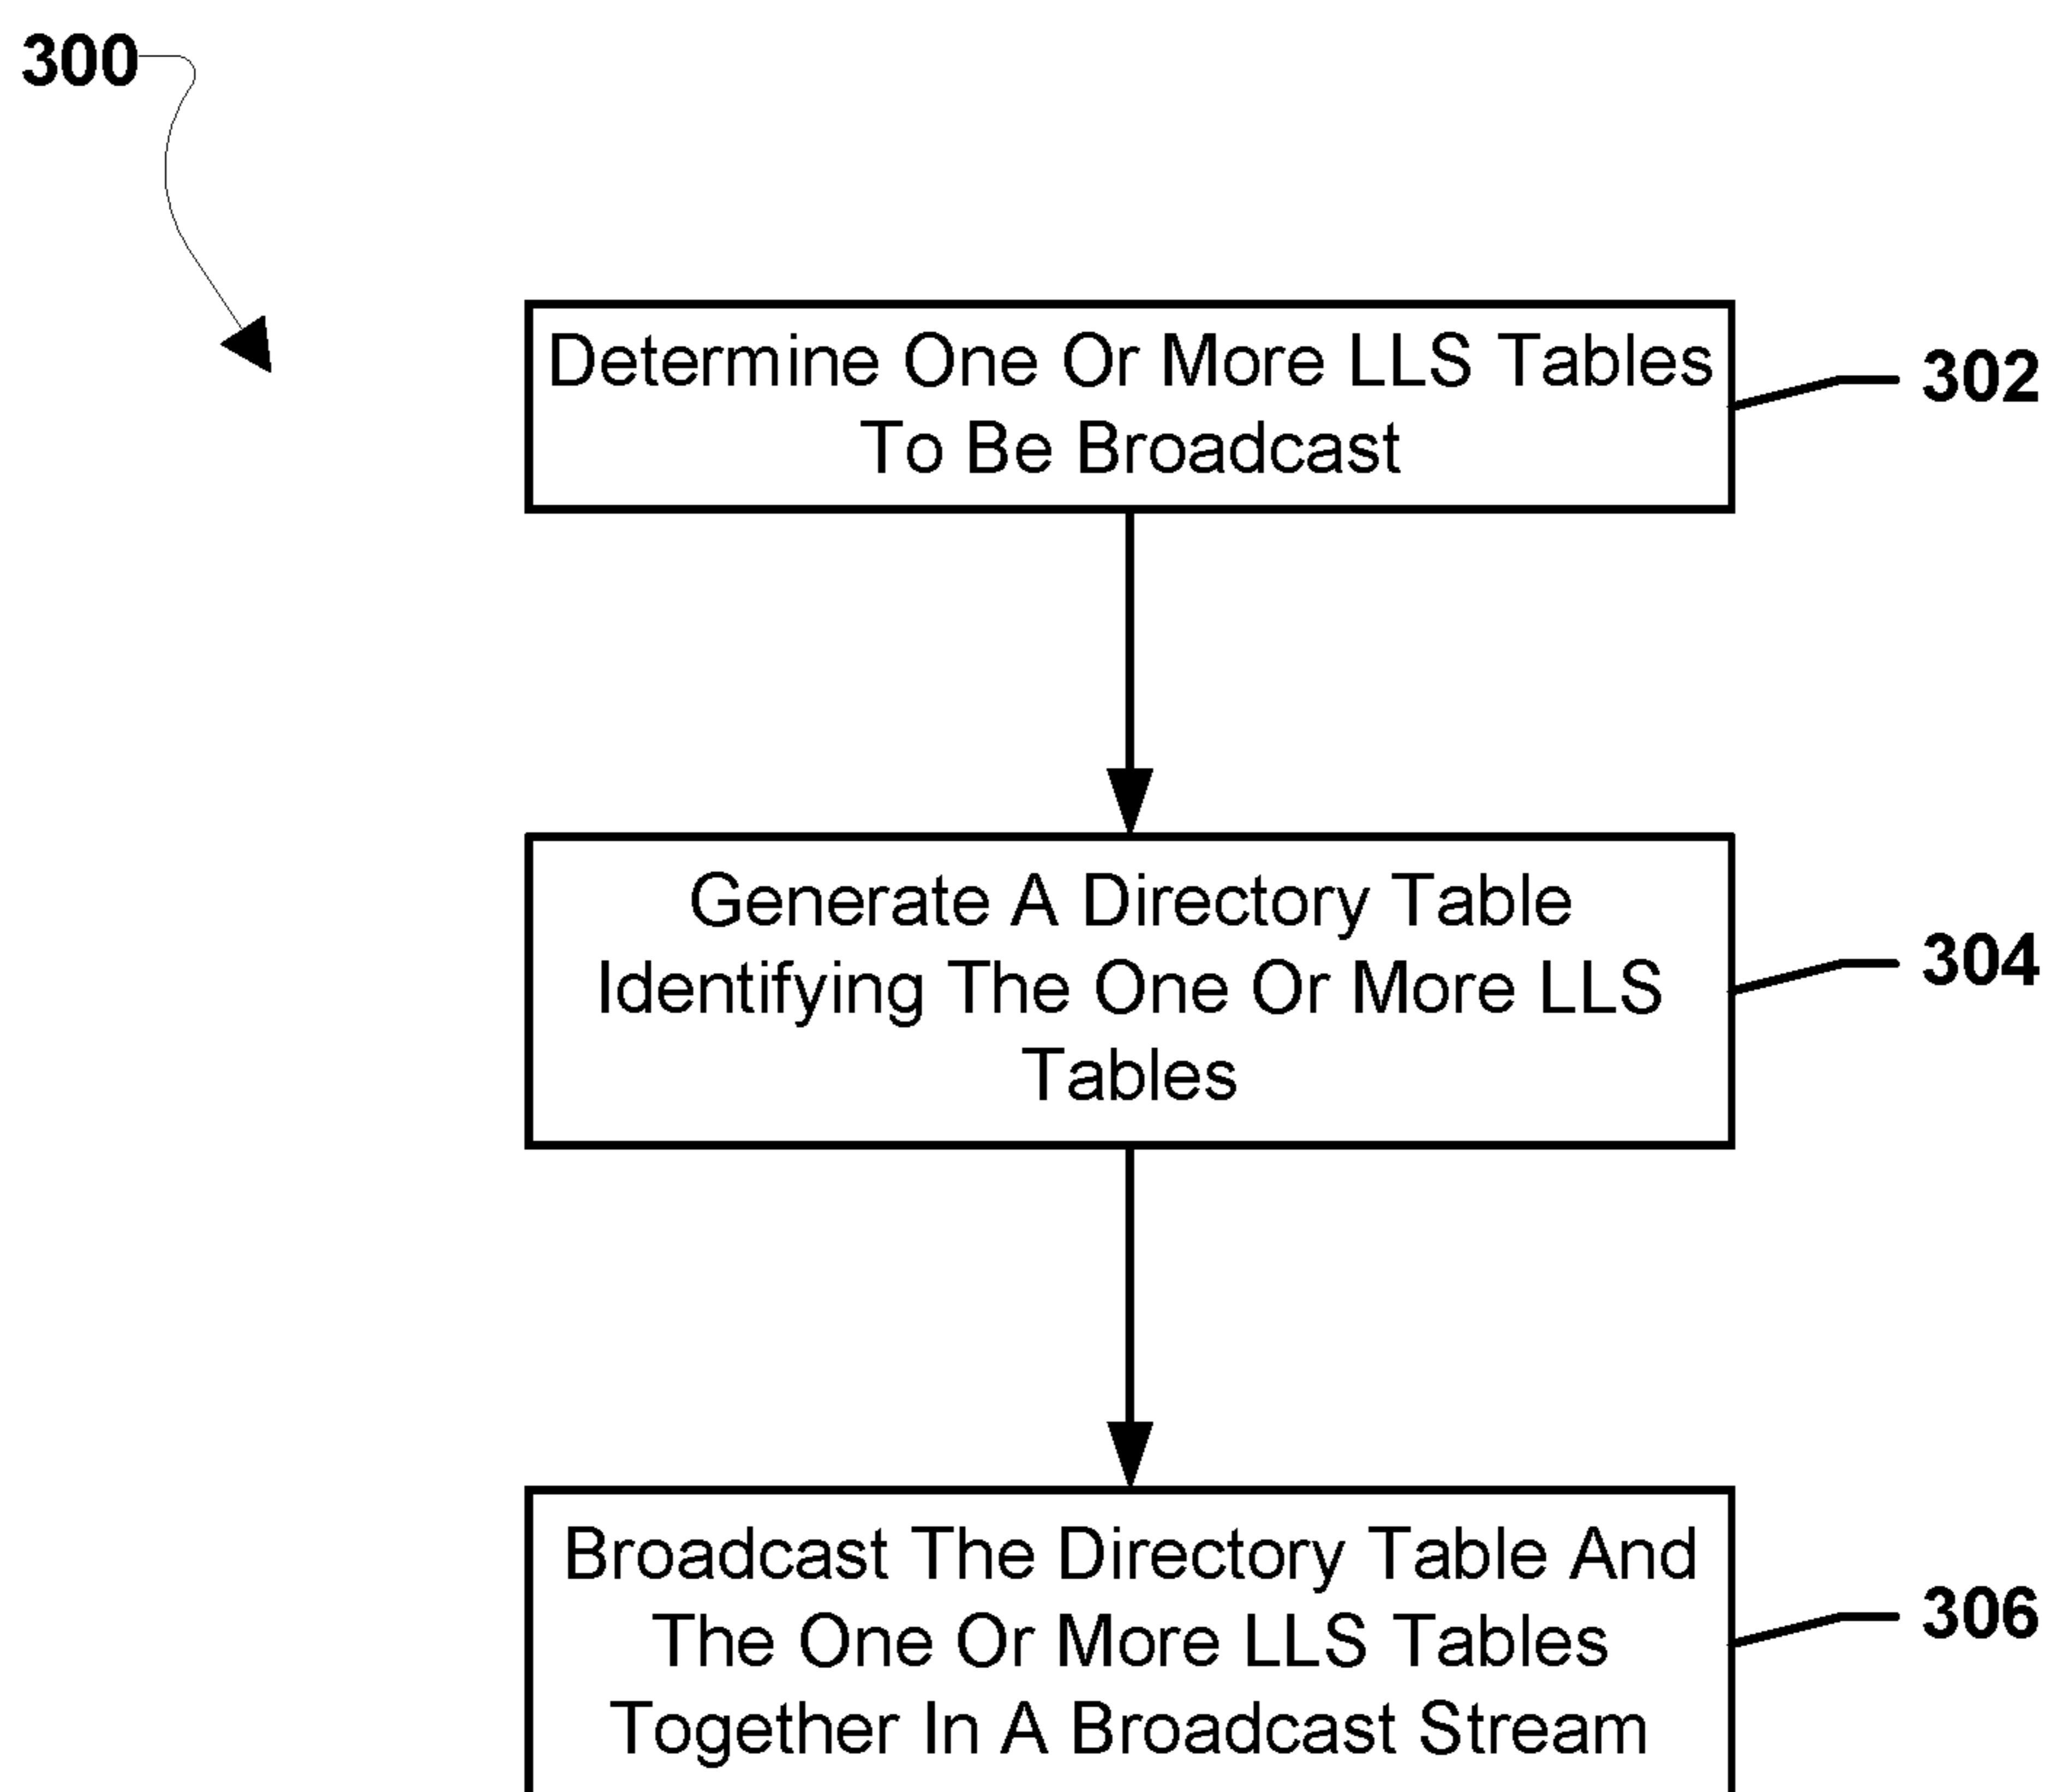 300
Determine One Or More LLS Tables
To Be Broadcast
302
Generate A Directory Table
Identifying The One Or More LLS
Tables
304
Broadcast The Directory Table And
The One Or More LLS Tables
Together In A Broadcast Stream
306